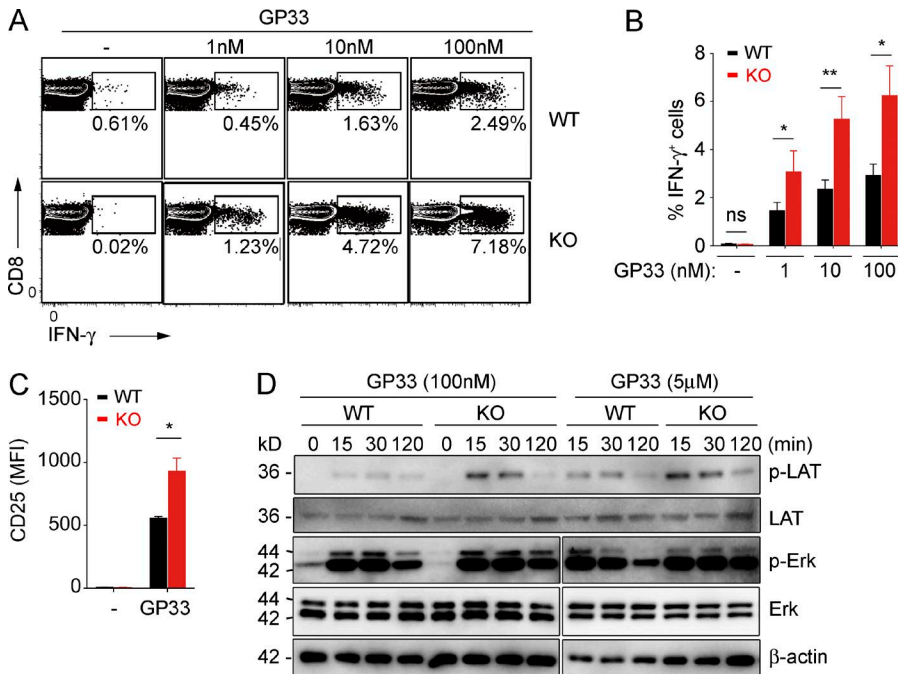 A
GP33
- 1nM 10nM 100nM
0.61% 0.45% 1.63% 2.49%
WT
0.02% 1.23% 4.72% 7.18%
KO
CD8
0
0
IFN-γ
B
WT
KO
% IFN-γ+ cells
8
6
4
2
0
ns * ** *
GP33 (nM): - 1 10 100
C
WT
KO
CD25 (MFI)
1500
1000
500
0
*
- GP33
D
GP33 (100nM) GP33 (5μM)
WT KO WT KO
kD 0 15 30 120 0 15 30 120 15 30 120 15 30 120 (min)
36 - p-LAT
36 - LAT
44 - p-Erk
42 -
44 - Erk
42 -
42 - β-actin